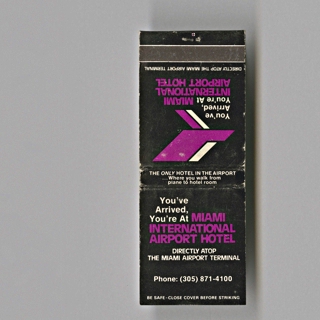 DIRECTLY ATOP THE MIAMI AIRPORT TERMINAL
You've
Arrived,
You're At MIAMI
INTERNATIONAL
AIRPORT HOTEL
THE ONLY HOTEL IN THE AIRPORT
...Where you walk from
plane to hotel room
You've
Arrived,
You're At MIAMI
INTERNATIONAL
AIRPORT HOTEL
DIRECTLY ATOP
THE MIAMI AIRPORT TERMINAL
Phone: (305) 871-4100
BE SAFE - CLOSE COVER BEFORE STRIKING